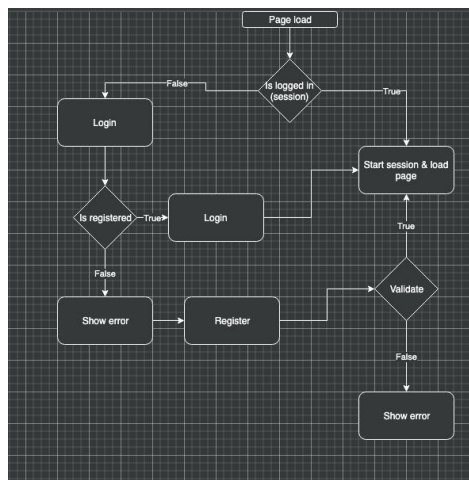 Page load
Is logged in
(session)
False
True
Login
Start session & load
page
Is registered
True
Login
True
False
Validate
Show error
Register
False
Show error